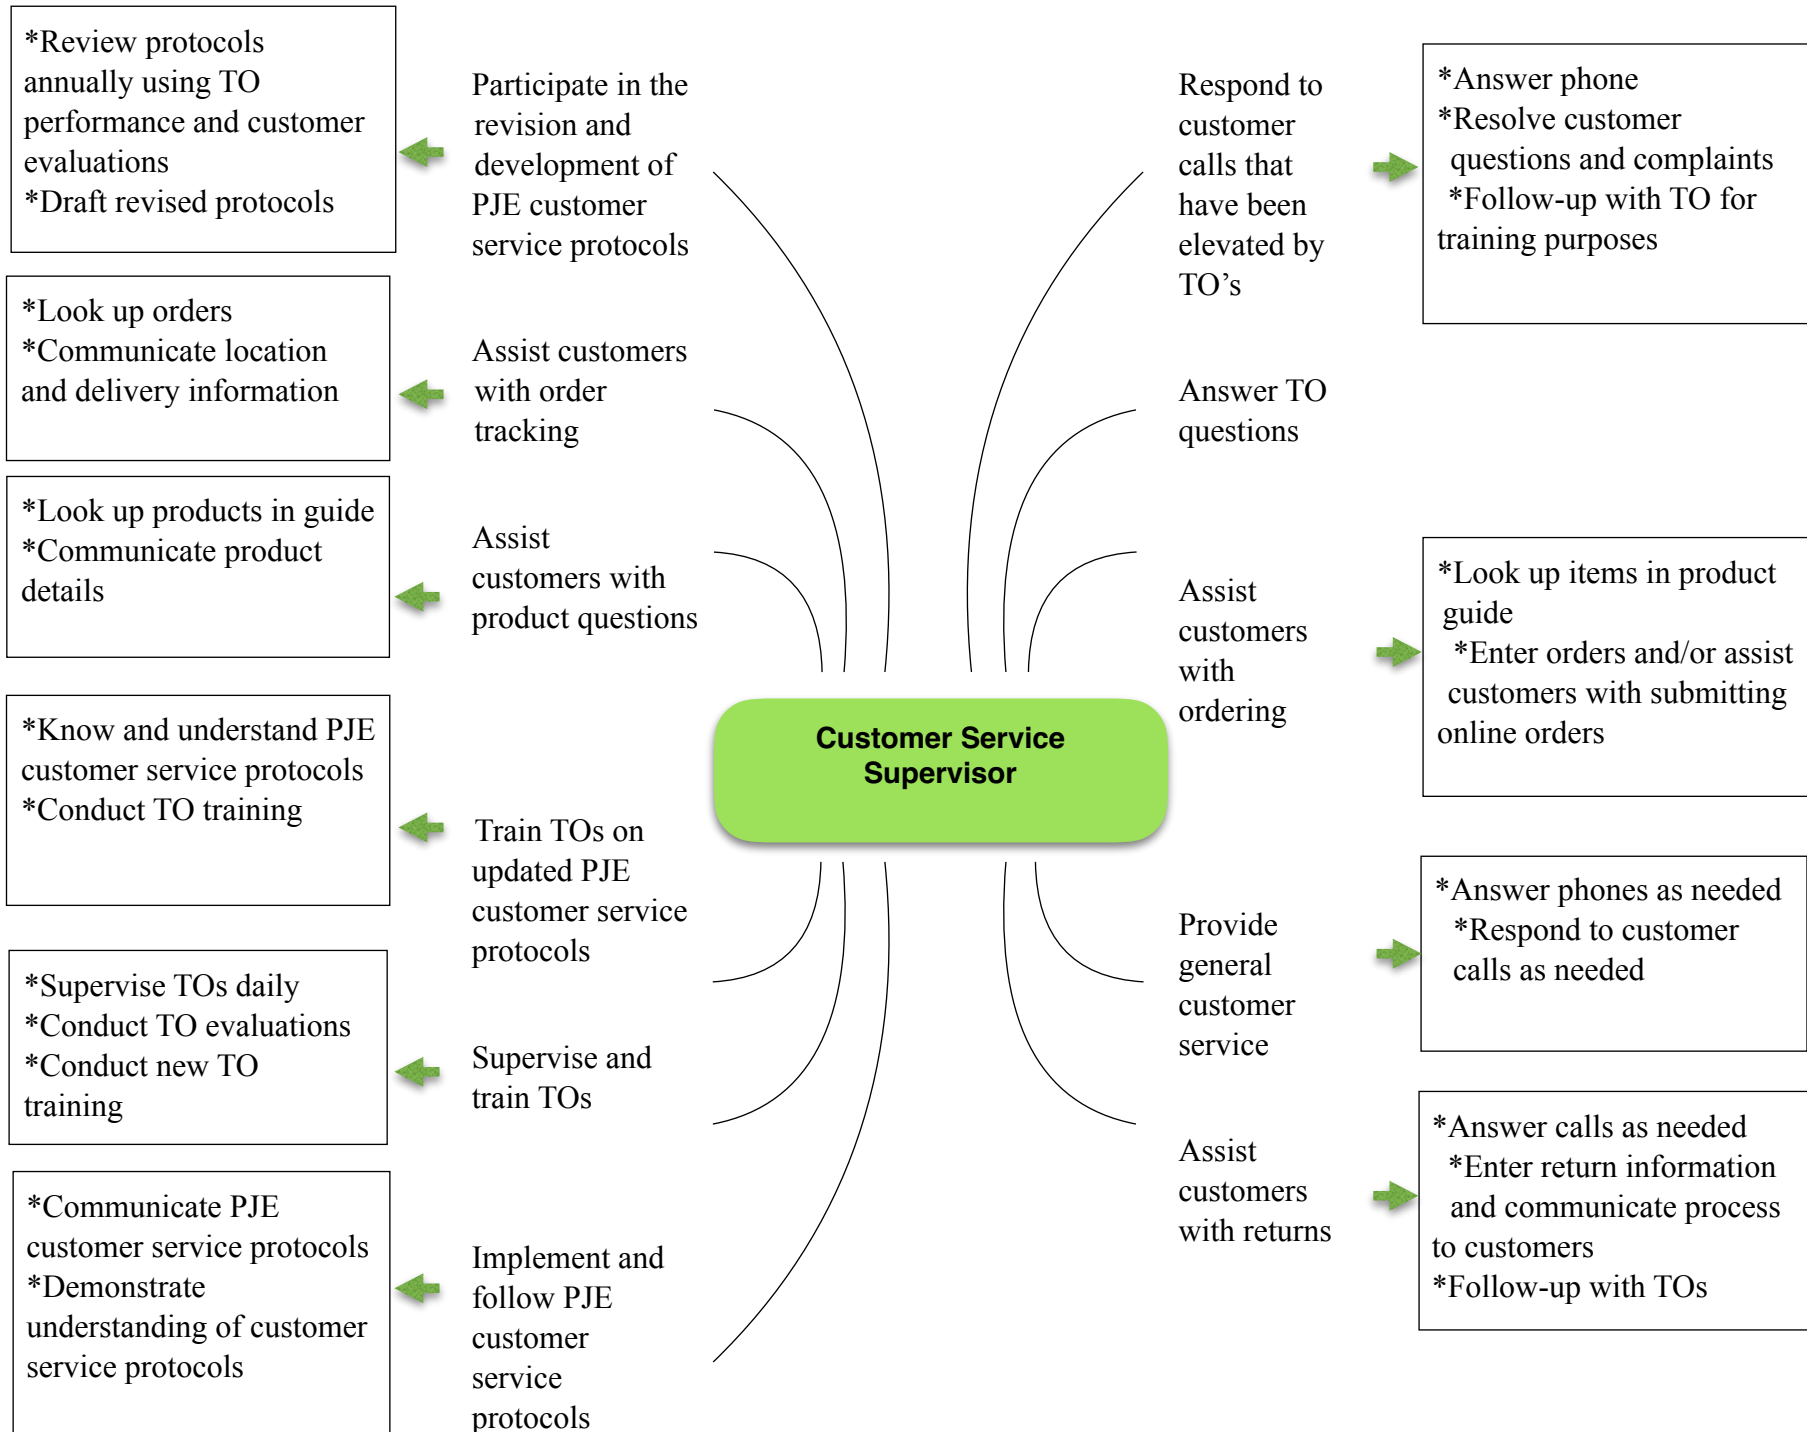 *Review protocols
annually using TO
performance and customer
evaluations
*Draft revised protocols
Participate in the
revision and
development of
PJE customer
service protocols
*Look up orders
*Communicate location
and delivery information
Assist customers
with order
tracking
*Look up products in guide
*Communicate product
details
Assist
customers with
product questions
*Know and understand PJE
customer service protocols
*Conduct TO training
Train TOs on
updated PJE
customer service
protocols
*Supervise TOs daily
*Conduct TO evaluations
*Conduct new TO
training
Supervise and
train TOs
*Communicate PJE
customer service protocols
*Demonstrate
understanding of customer
service protocols
Implement and
follow PJE
customer
service
protocols
Customer Service
Supervisor
Respond to
customer
calls that
have been
elevated by
TO’s
*Answer phone
*Resolve customer
questions and complaints
*Follow-up with TO for
training purposes
Answer TO
questions
Assist
customers
with
ordering
*Look up items in product
guide
*Enter orders and/or assist
customers with submitting
online orders
Provide
general
customer
service
*Answer phones as needed
*Respond to customer
calls as needed
Assist
customers
with returns
*Answer calls as needed
*Enter return information
and communicate process
to customers
*Follow-up with TOs